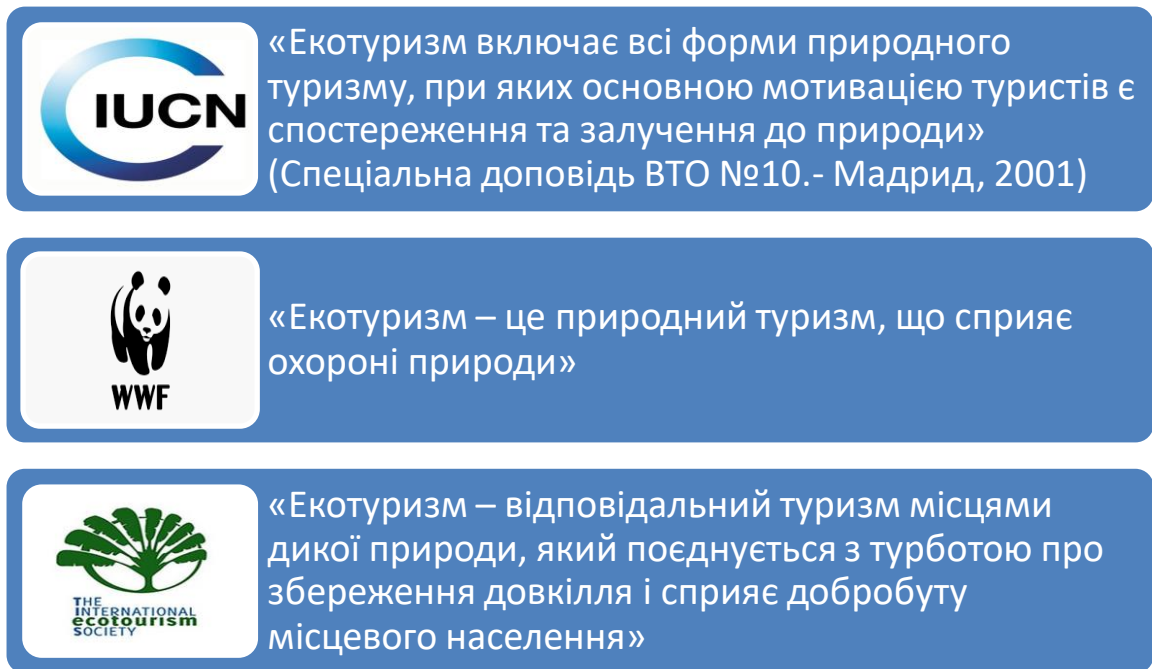 IUCN
«Екотуризм включає всі форми природного
туризму, при яких основною мотивацією туристів є
спостереження та залучення до природи»
(Спеціальна доповідь ВТО №10.- Мадрид, 2001)
WWF
«Екотуризм – це природний туризм, що сприяє
охороні природи»
THE
INTERNATIONAL
ecotourism
SOCIETY
«Екотуризм – відповідальний туризм місцями
дикої природи, який поєднується з турботою про
збереження довкілля і сприяє добробуту
місцевого населення»